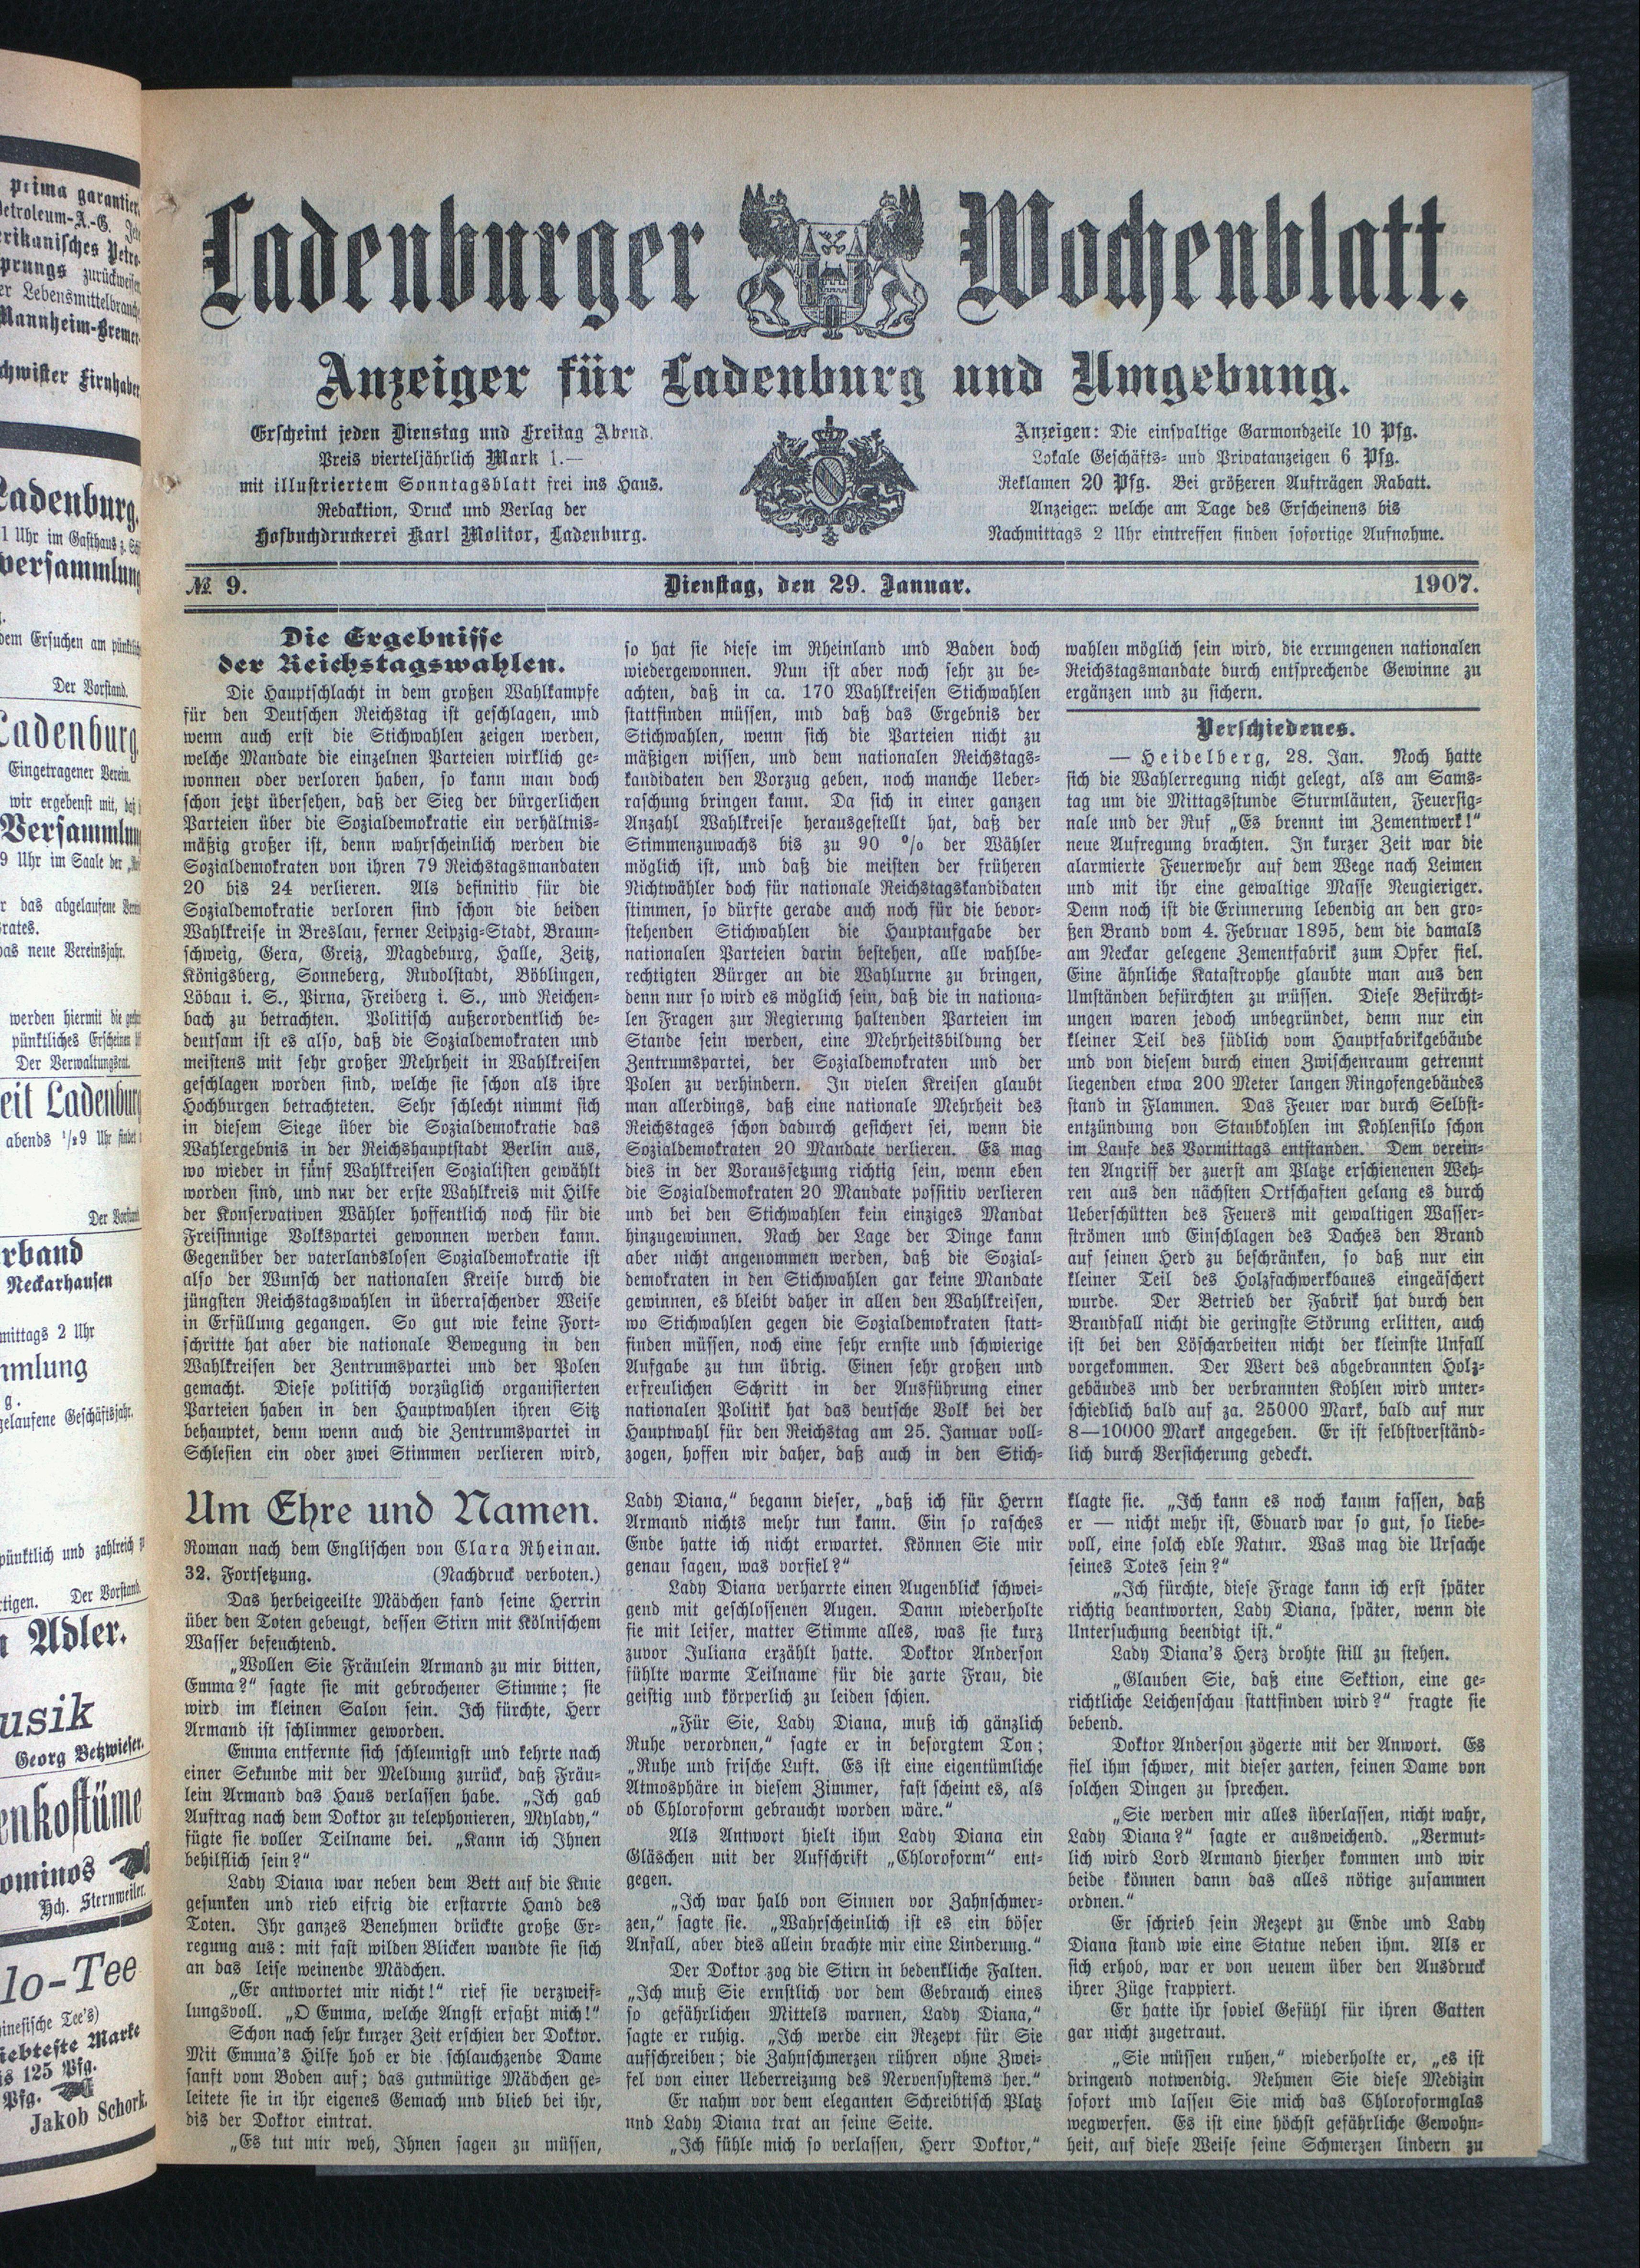 prima garantier
etroleum-A.-G.
rikanisches Petro-
prungs zurückweisen
er Lebensmittelbranche
Mannheim-Bremen
chwister Firnhaber
Ladenburg.
1 Uhr im Gasthaus z.
versammlung
dem Ersuchen am pünktlich
Der Vorstand.
Ladenburg,
Eingetragener Verein.
wir ergebenst mit, daß
Versammlung
9 Uhr im Saale der
r das abgelaufene
rates.
das neue Vereinsjahr.
werden hiermit die
pünktliches Erscheinen
Der Verwaltungsrat.
eit Ladenburg
abends ½9 Uhr findet
Der Vorstand
rband
Neckarhausen
mittags 2 Uhr
mmlung
g.
gelaufene Geschäftsjahr.
pünktlich und zahlreich
tigen. Der Vorstand.
Adler.
usik
Georg Betzwieser.
enkostüme
ominos
Hch. Sternweiler.
lo-Tee
inesische Tee's)
iebteste Marke
is 125 Pfg.
Pfg.
Jakob Schork.
Ladenburger Wochenblatt.
Anzeiger für Ladenburg und Umgebung.
Erscheint jeden Dienstag und Freitag Abend.
Preis vierteljährlich Mark 1.—
mit illustriertem Sonntagsblatt frei ins Haus.
Redaktion, Druck und Verlag der
Hofbuchdruckerei Karl Molitor, Ladenburg.
Anzeigen: Die einspaltige Garmondzeile 10 Pfg.
Lokale Geschäfts- und Privatanzeigen 6 Pfg.
Reklamen 20 Pfg. Bei größeren Aufträgen Rabatt.
Anzeigen welche am Tage des Erscheinens bis
Nachmittags 2 Uhr eintreffen finden sofortige Aufnahme.
№ 9. Dienstag, den 29. Januar. 1907.
Die Ergebnisse
der Reichstagswahlen.
Die Hauptschlacht in dem großen Wahlkampfe
für den Deutschen Reichstag ist geschlagen, und
wenn auch erst die Stichwahlen zeigen werden,
welche Mandate die einzelnen Parteien wirklich ge-
wonnen oder verloren haben, so kann man doch
schon jetzt übersehen, daß der Sieg der bürgerlichen
Parteien über die Sozialdemokratie ein verhältnis-
mäßig großer ist, denn wahrscheinlich werden die
Sozialdemokraten von ihren 79 Reichstagsmandaten
20 bis 24 verlieren. Als definitiv für die
Sozialdemokratie verloren sind schon die beiden
Wahlkreise in Breslau, ferner Leipzig-Stadt, Braun-
schweig, Gera, Greiz, Magdeburg, Halle, Zeitz,
Königsberg, Sonneberg, Rudolstadt, Böblingen,
Löbau i. S., Pirna, Freiberg i. S., und Reichen-
bach zu betrachten. Politisch außerordentlich be-
deutsam ist es also, daß die Sozialdemokraten und
meistens mit sehr großer Mehrheit in Wahlkreisen
geschlagen worden sind, welche sie schon als ihre
Hochburgen betrachteten. Sehr schlecht nimmt sich
in diesem Siege über die Sozialdemokratie das
Wahlergebnis in der Reichshauptstadt Berlin aus,
wo wieder in fünf Wahlkreisen Sozialisten gewählt
worden sind, und nur der erste Wahlkreis mit Hilfe
der Konservativen Wähler hoffentlich noch für die
Freisinnige Volkspartei gewonnen werden kann.
Gegenüber der vaterlandslosen Sozialdemokratie ist
also der Wunsch der nationalen Kreise durch die
jüngsten Reichstagswahlen in überraschender Weise
in Erfüllung gegangen. So gut wie keine Fort-
schritte hat aber die nationale Bewegung in den
Wahlkreisen der Zentrumspartei und der Polen
gemacht. Diese politisch vorzüglich organisierten
Parteien haben in den Hauptwahlen ihren Sitz
behauptet, denn wenn auch die Zentrumspartei in
Schlesien ein oder zwei Stimmen verlieren wird,
so hat sie diese im Rheinland und Baden doch
wiedergewonnen. Nun ist aber noch sehr zu be-
achten, daß in ca. 170 Wahlkreisen Stichwahlen
stattfinden müssen, und daß das Ergebnis der
Stichwahlen, wenn sich die Parteien nicht zu
mäßigen wissen, und dem nationalen Reichstags-
kandidaten den Vorzug geben, noch manche Ueber-
raschung bringen kann. Da sich in einer ganzen
Anzahl Wahlkreise herausgestellt hat, daß der
Stimmenzuwachs bis zu 90 % der Wähler
möglich ist, und daß die meisten der früheren
Nichtwähler doch für nationale Reichstagskandidaten
stimmen, so dürfte gerade auch noch für die bevor-
stehenden Stichwahlen die Hauptaufgabe der
nationalen Parteien darin bestehen, alle wahlbe-
rechtigten Bürger an die Wahlurne zu bringen,
denn nur so wird es möglich sein, daß die in nationa-
len Fragen zur Regierung haltenden Parteien im
Stande sein werden, eine Mehrheitsbildung der
Zentrumspartei, der Sozialdemokraten und der
Polen zu verhindern. In vielen Kreisen glaubt
man allerdings, daß eine nationale Mehrheit des
Reichstages schon dadurch gesichert sei, wenn die
Sozialdemokraten 20 Mandate verlieren. Es mag
dies in der Voraussetzung richtig sein, wenn eben
die Sozialdemokraten 20 Mandate possitiv verlieren
und bei den Stichwahlen kein einziges Mandat
hinzugewinnen. Nach der Lage der Dinge kann
aber nicht angenommen werden, daß die Sozial-
demokraten in den Stichwahlen gar keine Mandate
gewinnen, es bleibt daher in allen den Wahlkreisen,
wo Stichwahlen gegen die Sozialdemokraten statt-
finden müssen, noch eine sehr ernste und schwierige
Aufgabe zu tun übrig. Einen sehr großen und
erfreulichen Schritt in der Ausführung einer
nationalen Politik hat das deutsche Volk bei der
Hauptwahl für den Reichstag am 25. Januar voll-
zogen, hoffen wir daher, daß auch in den Stich-
wahlen möglich sein wird, die errungenen nationalen
Reichstagsmandate durch entsprechende Gewinne zu
ergänzen und zu sichern.
Verschiedenes.
— Heidelberg, 28. Jan. Noch hatte
sich die Wahlerregung nicht gelegt, als am Sams-
tag um die Mittagstunde Sturmläuten, Feuersig-
nale und der Ruf „Es brennt im Zementwerk!“
neue Aufregung brachten. In kurzer Zeit war die
alarmierte Feuerwehr auf dem Wege nach Leimen
und mit ihr eine gewaltige Masse Neugieriger.
Denn noch ist die Erinnerung lebendig an den gro-
ßen Brand vom 4. Februar 1895, dem die damals
am Neckar gelegene Zementfabrik zum Opfer fiel.
Eine ähnliche Katastrophe glaubte man aus den
Umständen befürchten zu müssen. Diese Befürcht-
ungen waren jedoch unbegründet, denn nur ein
kleiner Teil des südlich vom Hauptfabrikgebäude
und von diesem durch einen Zwischenraum getrennt
liegenden etwa 200 Meter langen Ringofengebäudes
stand in Flammen. Das Feuer war durch Selbst-
entzündung von Staubkohlen im Kohlensilo schon
im Laufe des Vormittags entstanden. Dem verein-
ten Angriff der zuerst am Platze erschienenen Weh-
ren aus den nächsten Ortschaften gelang es durch
Ueberschütten des Feuers mit gewaltigen Wasser-
strömen und Einschlagen des Daches den Brand
auf seinen Herd zu beschränken, so daß nur ein
kleiner Teil des Holzfachwerkbaues eingeäschert
wurde. Der Betrieb der Fabrik hat durch den
Brandfall nicht die geringste Störung erlitten, auch
ist bei den Löscharbeiten nicht der kleinste Unfall
vorgekommen. Der Wert des abgebrannten Holz-
gebäudes und der verbrannten Kohlen wird unter-
schiedlich bald auf za. 25000 Mark, bald auf nur
8—10000 Mark angegeben. Er ist selbstverständ-
lich durch Versicherung gedeckt.
Um Ehre und Namen.
Roman nach dem Englischen von Clara Rheinau.
32. Fortsetzung. (Nachdruck verboten.)
Das herbeigeeilte Mädchen fand seine Herrin
über den Toten gebeugt, dessen Stirn mit Kölnischem
Wasser befeuchtend.
„Wollen Sie Fräulein Armand zu mir bitten,
Emma?“ sagte sie mit gebrochener Stimme; sie
wird im kleinen Salon sein. Ich fürchte, Herr
Armand ist schlimmer geworden.
Emma entfernte sich schleunigst und kehrte nach
einer Sekunde mit der Meldung zurück, daß Fräu-
lein Armand das Haus verlassen habe. „Ich gab
Auftrag nach dem Doktor zu telephonieren, Mylady,“
fügte sie voller Teilname bei. „Kann ich Ihnen
behilflich sein?“
Lady Diana war neben dem Bett auf die Knie
gesunken und rieb eifrig die erstarrte Hand des
Toten. Ihr ganzes Benehmen drückte große Er-
regung aus: mit fast wilden Blicken wandte sie sich
an das leise weinende Mädchen.
„Er antwortet mir nicht!“ rief sie verzweif-
lungsvoll. „O Emma, welche Angst erfaßt mich!“
Schon nach sehr kurzer Zeit erschien der Doktor.
Mit Emma's Hilfe hob er die schlauchzende Dame
sanft vom Boden auf; das gutmütige Mädchen ge-
leitete sie in ihr eigenes Gemach und blieb bei ihr,
bis der Doktor eintrat.
„Es tut mir weh, Ihnen sagen zu müssen,
Lady Diana,“ begann dieser, „daß ich für Herrn
Armand nichts mehr tun kann. Ein so rasches
Ende hatte ich nicht erwartet. Können Sie mir
genau sagen, was vorfiel?“
Lady Diana verharrte einen Augenblick schwei-
gend mit geschlossenen Augen. Dann wiederholte
sie mit leiser, matter Stimme alles, was sie kurz
zuvor Juliana erzählt hatte. Doktor Anderson
fühlte warme Teilname für die zarte Frau, die
geistig und körperlich zu leiden schien.
„Für Sie, Lady Diana, muß ich gänzlich
Ruhe verordnen,“ sagte er in besorgtem Ton;
„Ruhe und frische Luft. Es ist eine eigentümliche
Atmosphäre in diesem Zimmer, fast scheint es, als
ob Chloroform gebraucht worden wäre.“
Als Antwort hielt ihm Lady Diana ein
Gläschen mit der Aufschrift „Chloroform“ ent-
gegen.
„Ich war halb von Sinnen vor Zahnschmer-
zen,“ sagte sie. „Wahrscheinlich ist es ein böser
Anfall, aber dies allein brachte mir eine Linderung.“
Der Doktor zog die Stirn in bedenkliche Falten.
„Ich muß Sie ernstlich vor dem Gebrauch eines
so gefährlichen Mittels warnen, Lady Diana,“
sagte er ruhig. „Ich werde ein Rezept für Sie
aufschreiben; die Zahnschmerzen rühren ohne Zwei-
fel von einer Ueberreizung des Nervensystems her.“
Er nahm vor dem eleganten Schreibtisch Platz
und Lady Diana trat an seine Seite.
„Ich fühle mich so verlassen, Herr Doktor,“
klagte sie. „Ich kann es noch kaum fassen, daß
er — nicht mehr ist, Eduard war so gut, so liebe-
voll, eine solch edle Natur. Was mag die Ursache
seines Totes sein?“
„Ich fürchte, diese Frage kann ich erst später
richtig beantworten, Lady Diana, später, wenn die
Untersuchung beendigt ist.“
Lady Diana's Herz drohte still zu stehen.
„Glauben Sie, daß eine Sektion, eine ge-
richtliche Leichenschau stattfinden wird?“ fragte sie
bebend.
Doktor Anderson zögerte mit der Anwort. Es
fiel ihm schwer, mit dieser zarten, feinen Dame von
solchen Dingen zu sprechen.
„Sie werden mir alles überlassen, nicht wahr,
Lady Diana?“ sagte er ausweichend. „Vermut-
lich wird Lord Armand hierher kommen und wir
beide können dann das alles nötige zusammen
ordnen.“
Er schrieb sein Rezept zu Ende und Lady
Diana stand wie eine Statue neben ihm. Als er
sich erhob, war er von neuem über den Ausdruck
ihrer Züge frappiert.
Er hatte ihr soviel Gefühl für ihren Gatten
gar nicht zugetraut.
„Sie müssen ruhen,“ wiederholte er, „es ist
dringend notwendig. Nehmen Sie diese Medizin
sofort und lassen Sie mich das Chloroformglas
wegwerfen. Es ist eine höchst gefährliche Gewohn-
heit, auf diese Weise seine Schmerzen lindern zu